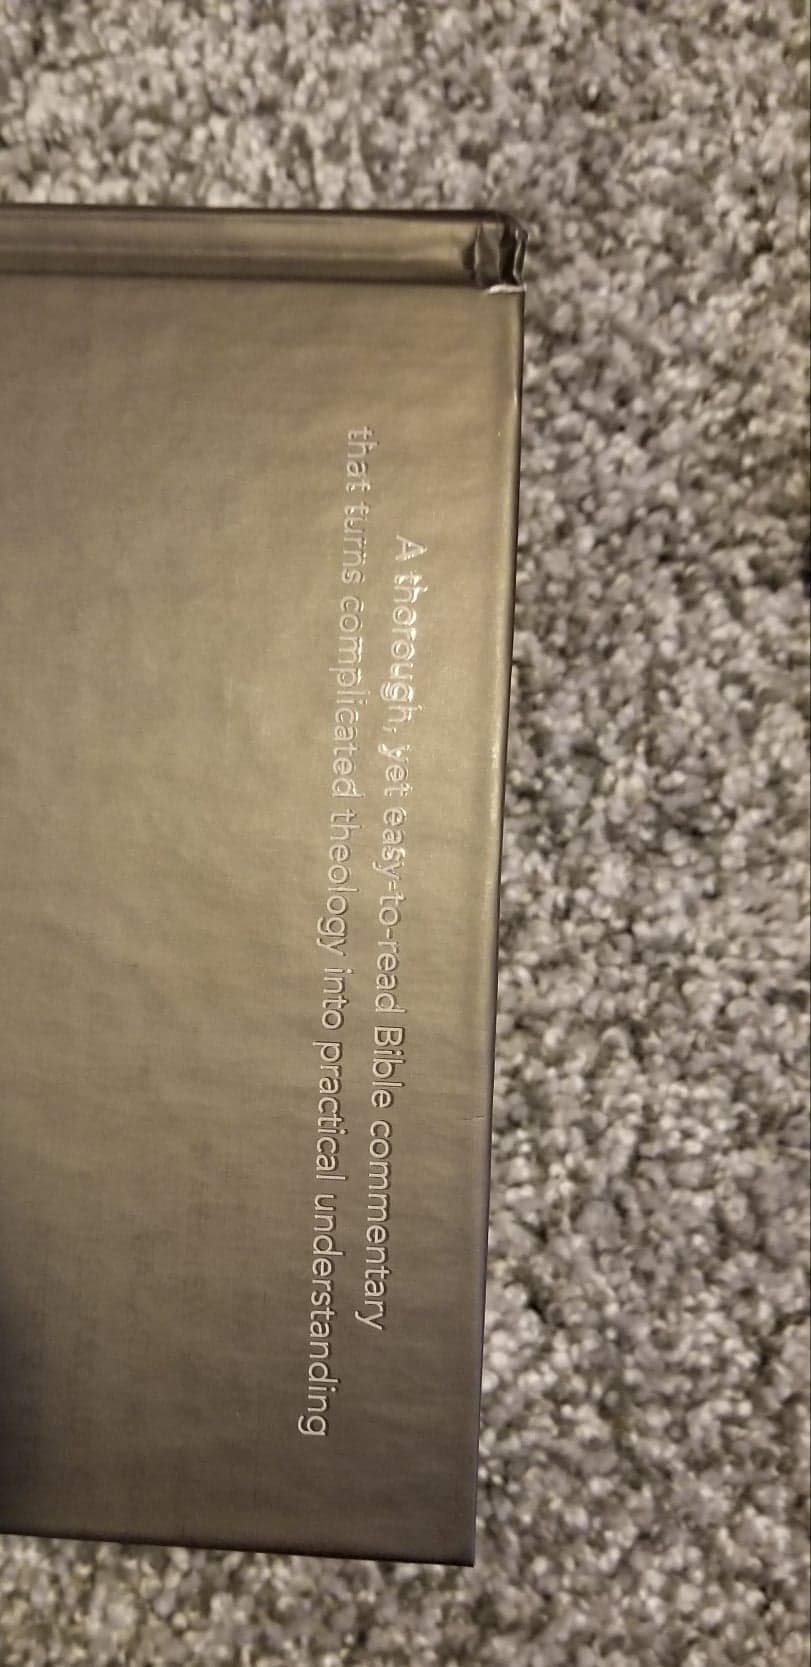 A thorough, yet easy-to-read Bible commentary
that turns complicated theology into practical understanding